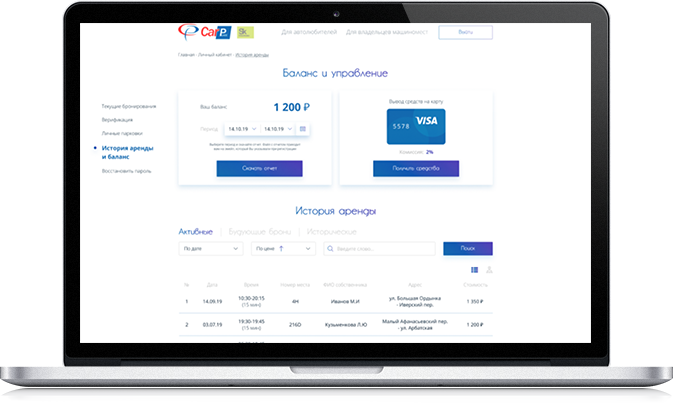 CarP
Sk
Для автолюбителей
Для владельцев машиномест
Главная - Личный кабинет - История аренды
Баланс и управление
Текущие бронирования
Верификация
Личные парковки
История аренды
и баланс
Восстановить пароль
Ваш баланс
1 200 ₽
Период
14.10.19
14.10.19
Скачать отчет
Вывод средств на карту
VISA
5578
Комиссия: 2%
Получить средства
История аренды
Активные | Будующие брони | Исторические
По дате
По цене ↑
Введите слово...
Поиск
№ Дата Время Номер места ФИО собственника Адрес Стоимость
1 14.09.19 10:30-20:15 (15 мин) 4H Иванов М.И ул. Большая Ордынка - Иверский пер. 1 350 ₽
2 03.07.19 19:30-19:45 (15 мин) 216D Кузьменкова Л.Ю Малый Афанасьевский пер. - ул. Арбатская 1 200 ₽